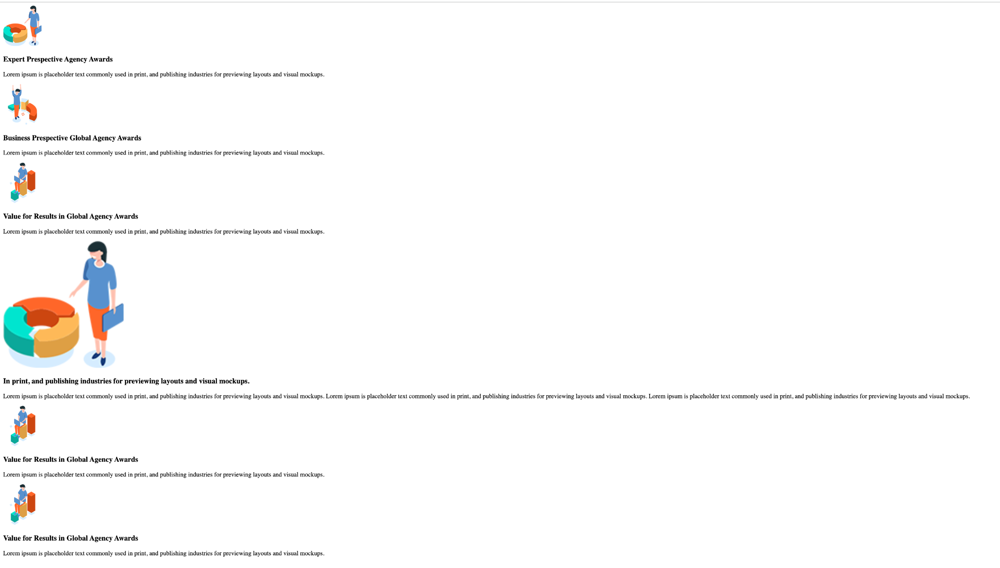 Expert Prespective Agency Awards
Lorem ipsum is placeholder text commonly used in print, and publishing industries for previewing layouts and visual mockups.
Business Prespective Global Agency Awards
Lorem ipsum is placeholder text commonly used in print, and publishing industries for previewing layouts and visual mockups.
Value for Results in Global Agency Awards
Lorem ipsum is placeholder text commonly used in print, and publishing industries for previewing layouts and visual mockups.
In print, and publishing industries for previewing layouts and visual mockups.
Lorem ipsum is placeholder text commonly used in print, and publishing industries for previewing layouts and visual mockups. Lorem ipsum is placeholder text commonly used in print, and publishing industries for previewing layouts and visual mockups. Lorem ipsum is placeholder text commonly used in print, and publishing industries for previewing layouts and visual mockups.
Value for Results in Global Agency Awards
Lorem ipsum is placeholder text commonly used in print, and publishing industries for previewing layouts and visual mockups.
Value for Results in Global Agency Awards
Lorem ipsum is placeholder text commonly used in print, and publishing industries for previewing layouts and visual mockups.